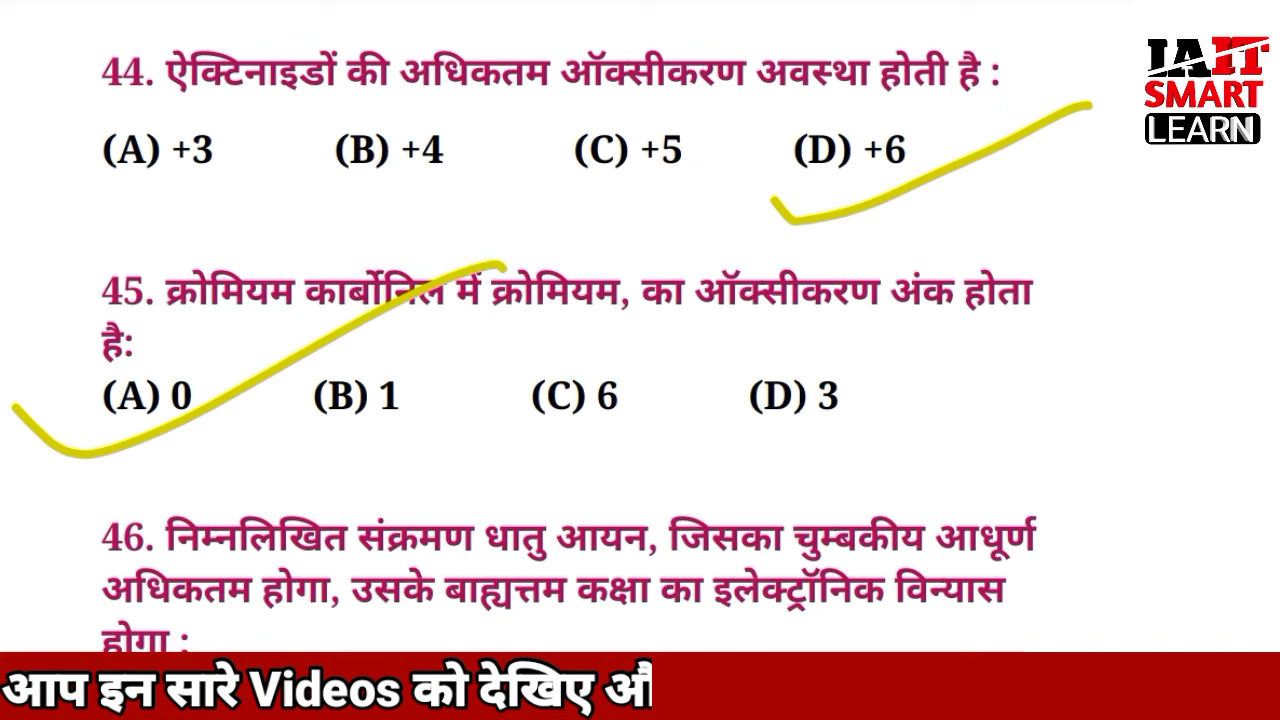 44. ऐक्टिनाइडों की अधिकतम ऑक्सीकरण अवस्था होती है :
IAIT
SMART
LEARN
(A) +3 (B) +4 (C) +5 (D) +6
45. क्रोमियम कार्बोनिल में क्रोमियम, का ऑक्सीकरण अंक होता
है:
(A) 0 (B) 1 (C) 6 (D) 3
46. निम्नलिखित संक्रमण धातु आयन, जिसका चुम्बकीय आधूर्ण
अधिकतम होगा, उसके बाह्यत्तम कक्षा का इलेक्ट्रॉनिक विन्यास
होगा :
आप इन सारे Videos को देखिए औ